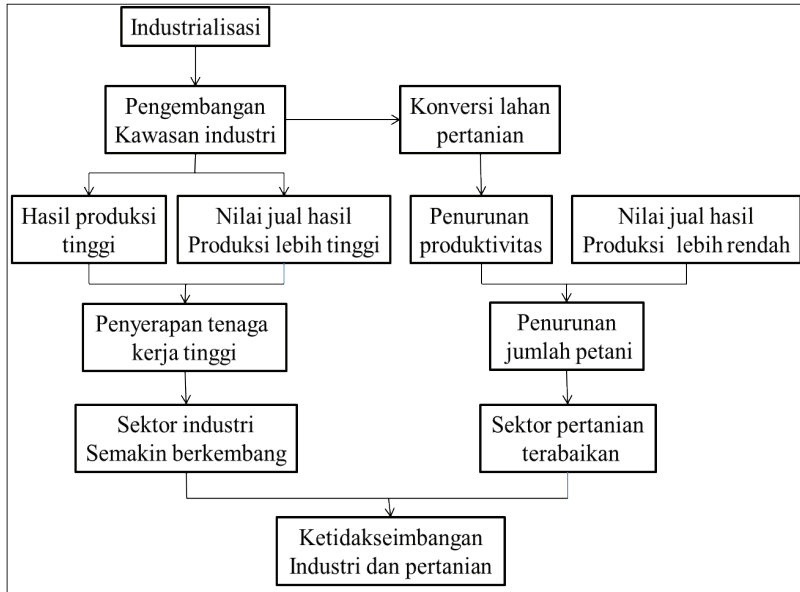 Industrialisasi
Pengembangan
Kawasan industri
Konversi lahan
pertanian
Hasil produksi
tinggi
Nilai jual hasil
Produksi lebih tinggi
Penurunan
produktivitas
Nilai jual hasil
Produksi lebih rendah
Penyerapan tenaga
kerja tinggi
Penurunan
jumlah petani
Sektor industri
Semakin berkembang
Sektor pertanian
terabaikan
Ketidakseimbangan
Industri dan pertanian